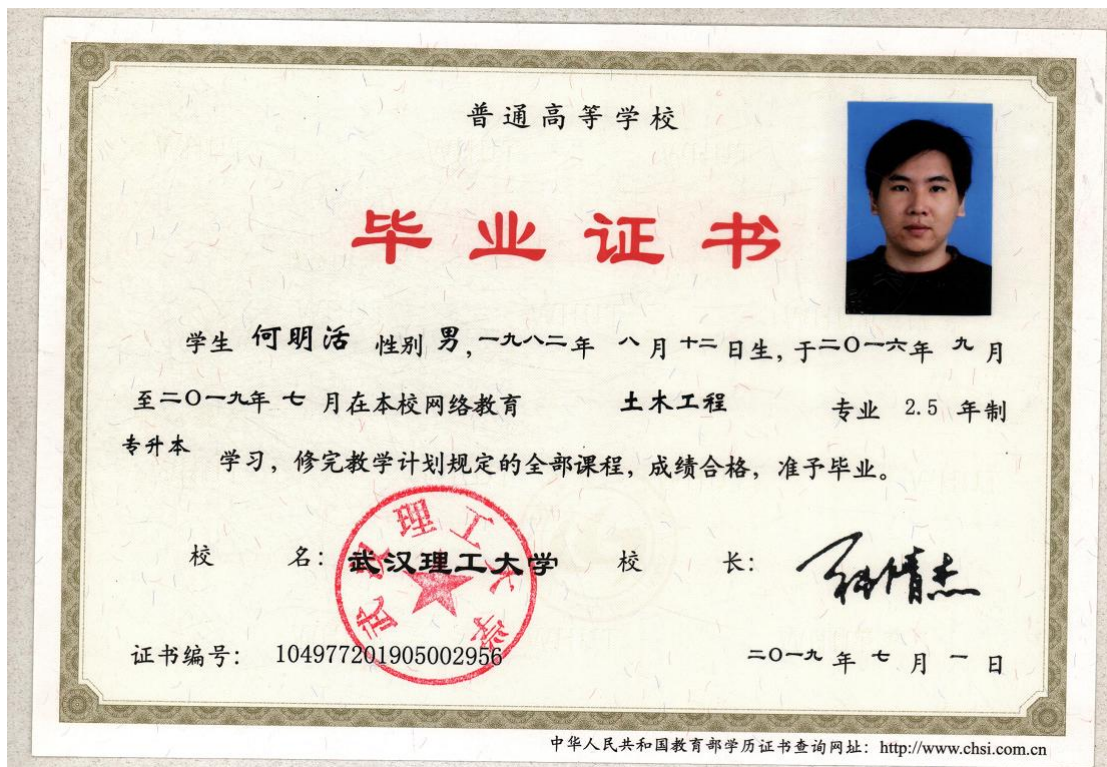 普通高等学校
毕业证书
学生 何明活 性别 男,一九八二年 八月十二日生,于二〇一六年 九月
至二〇一九年 七 月在本校网络教育 土木工程 专业 2.5 年制
专升本 学习，修完教学计划规定的全部课程，成绩合格，准予毕业。
校 名：武汉理工大学 校 长：
武汉理工大学
证书编号： 104977201905002956 二〇一九 年 七 月 一 日
中华人民共和国教育部学历证书查询网址：http://www.chsi.com.cn